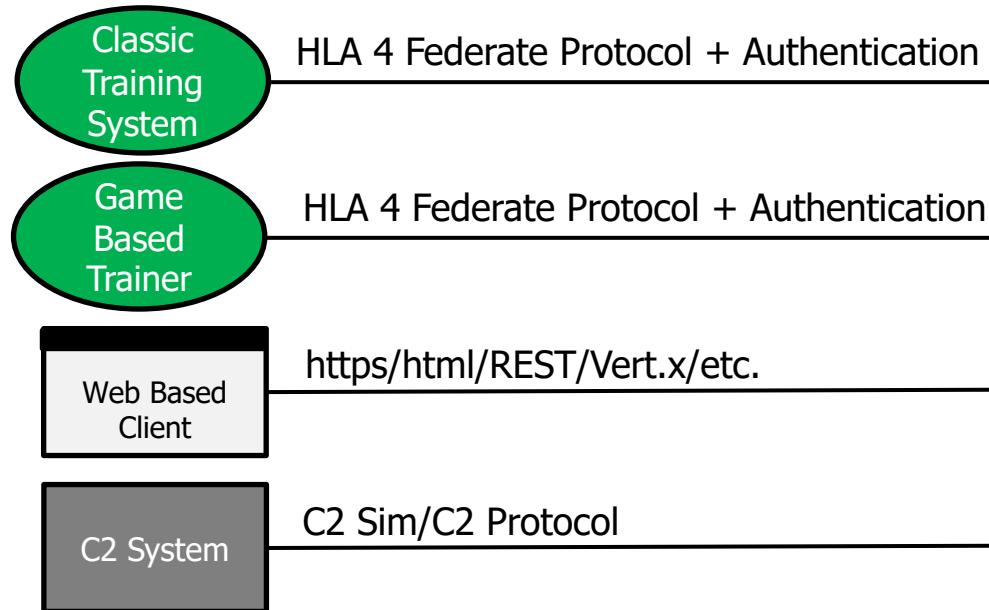 Classic
Training
System
HLA 4 Federate Protocol + Authentication
Game
Based
Trainer
HLA 4 Federate Protocol + Authentication
Web Based
Client
https/html/REST/Vert.x/etc.
C2 System
C2 Sim/C2 Protocol